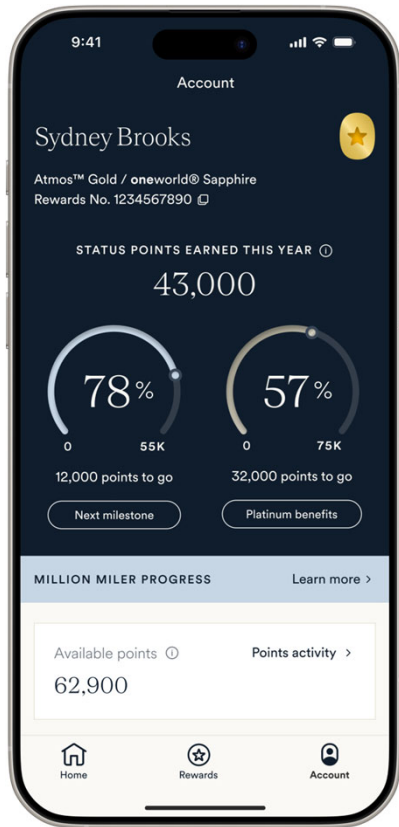 9:41
Account
Sydney Brooks
Atmos™ Gold / oneworld® Sapphire
Rewards No. 1234567890
STATUS POINTS EARNED THIS YEAR
43,000
78% 57%
0 55K 0 75K
12,000 points to go 32,000 points to go
Next milestone Platinum benefits
MILLION MILER PROGRESS Learn more >
Available points Points activity >
62,900
Home Rewards Account